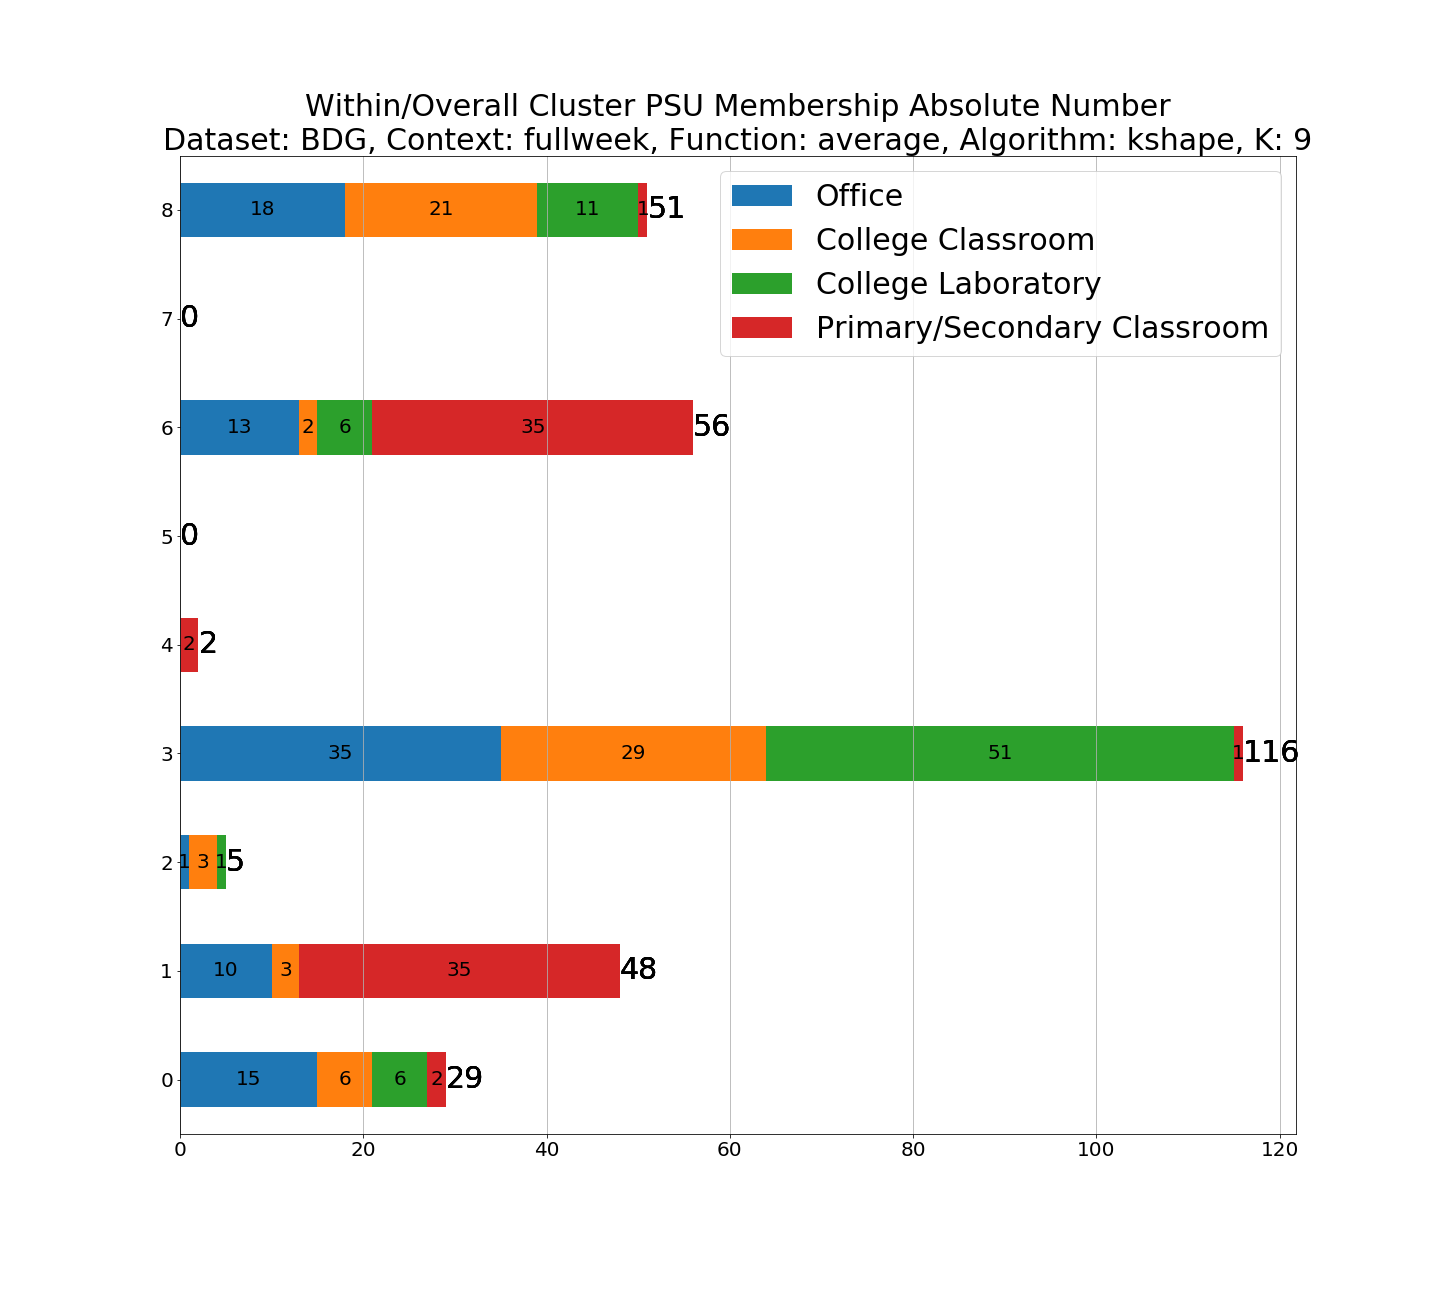 Within/Overall Cluster PSU Membership Absolute Number
Dataset: BDG, Context: fullweek, Function: average, Algorithm: kshape, K: 9
Office
College Classroom
College Laboratory
Primary/Secondary Classroom
8 18 21 11 1 51
7 0
6 13 2 6 35 56
5 0
4 2 2
3 35 29 51 1 116
2 1 3 1 5
1 10 3 35 48
0 15 6 6 2 29
0 20 40 60 80 100 120